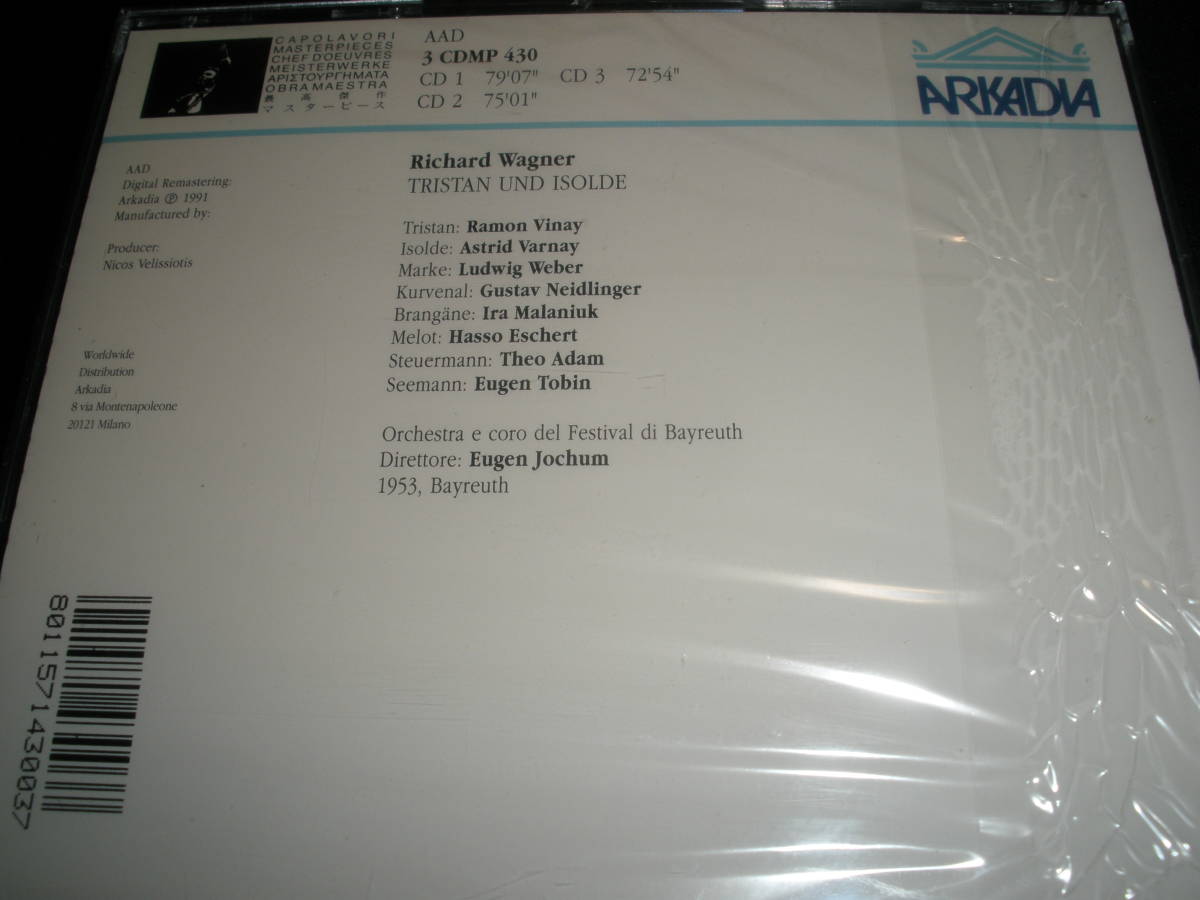 CAPOLAVORI
MASTERPIECES
CHEF D'OEUVRES
MEISTERWERKE
ΑΡΙΣΤΟΥΡΓΗΜΑΤΑ
OBRA MAESTRA
最高傑作
マスターピース
AAD
3 CDMP 430
CD 1 79'07" CD 3 72'54"
CD 2 75'01"
ARKADIA
AAD
Digital Remastering:
Arkadia Ⓟ 1991
Manufactured by:
Producer:
Nicos Velissiotis
Worldwide
Distribution
Arkadia
8 via Montenapoleone
20121 Milano
Richard Wagner
TRISTAN UND ISOLDE
Tristan: Ramon Vinay
Isolde: Astrid Varnay
Marke: Ludwig Weber
Kurvenal: Gustav Neidlinger
Brangäne: Ira Malaniuk
Melot: Hasso Eschert
Steuermann: Theo Adam
Seemann: Eugen Tobin
Orchestra e coro del Festival di Bayreuth
Direttore: Eugen Jochum
1953, Bayreuth
8011571430037